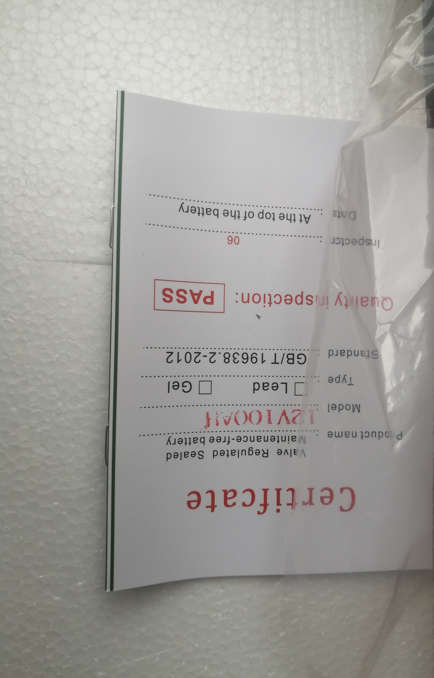 Certifcate
Product name : Valve Regulated Sealed
Maintenance-free battery
Model : 12V100AH
Type : □ Lead □ Gel
Standard : GB/T 19638.2-2012
Quality inspection: PASS
Inspector : 06
Date : At the top of the battery